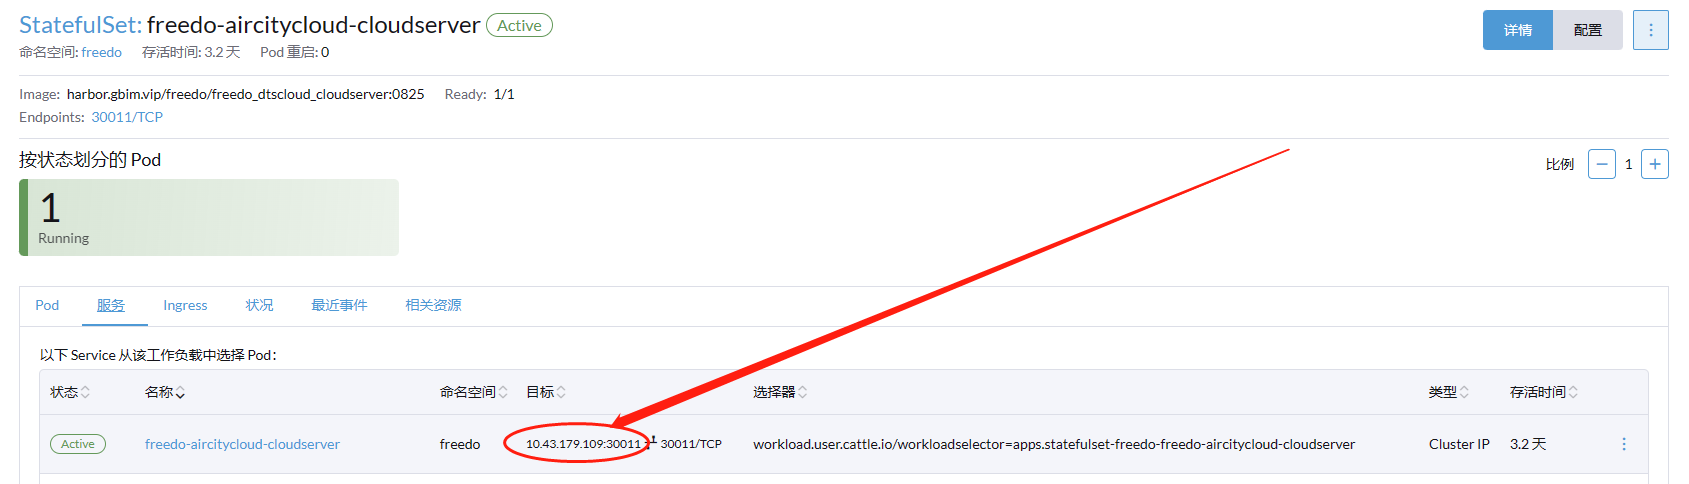 StatefulSet: freedo-aircitycloud-cloudserver Active
详情 配置
命名空间: freedo 存活时间: 3.2 天 Pod 重启: 0
Image: harbor.gbim.vip/freedo/freedo_dtscloud_cloudserver:0825 Ready: 1/1
Endpoints: 30011/TCP
按状态划分的 Pod
比例 1
1
Running
Pod 服务 Ingress 状况 最近事件 相关资源
以下 Service 从该工作负载中选择 Pod：
状态 名称 命名空间 目标 选择器 类型 存活时间
Active freedo-aircitycloud-cloudserver freedo 10.43.179.109:30011 30011/TCP workload.user.cattle.io/workloadselector=apps.statefulset-freedo-freedo-aircitycloud-cloudserver Cluster IP 3.2 天